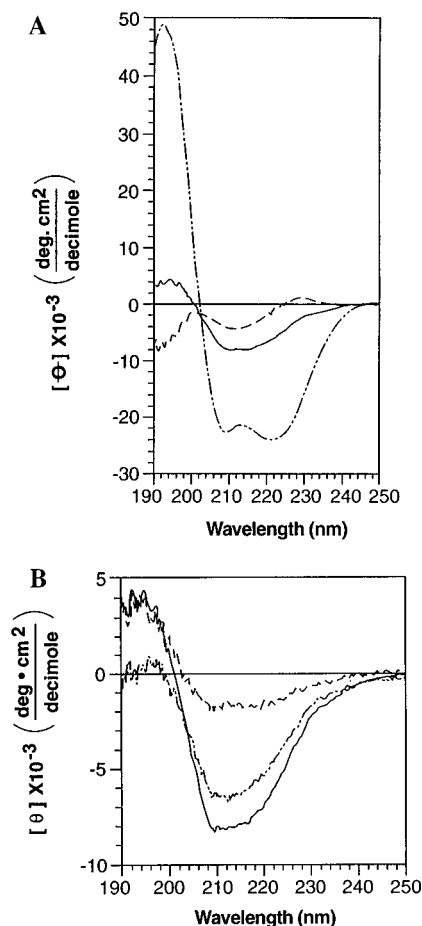 A
50
40
30
20
10
0
-10
-20
-30
[Θ] X10-3 (deg. cm2 / decimole)
190 200 210 220 230 240 250
Wavelength (nm)
B
5
0
-5
-10
[θ] X10-3 (deg • cm 2 / decimole)
190 200 210 220 230 240 250
Wavelength (nm)